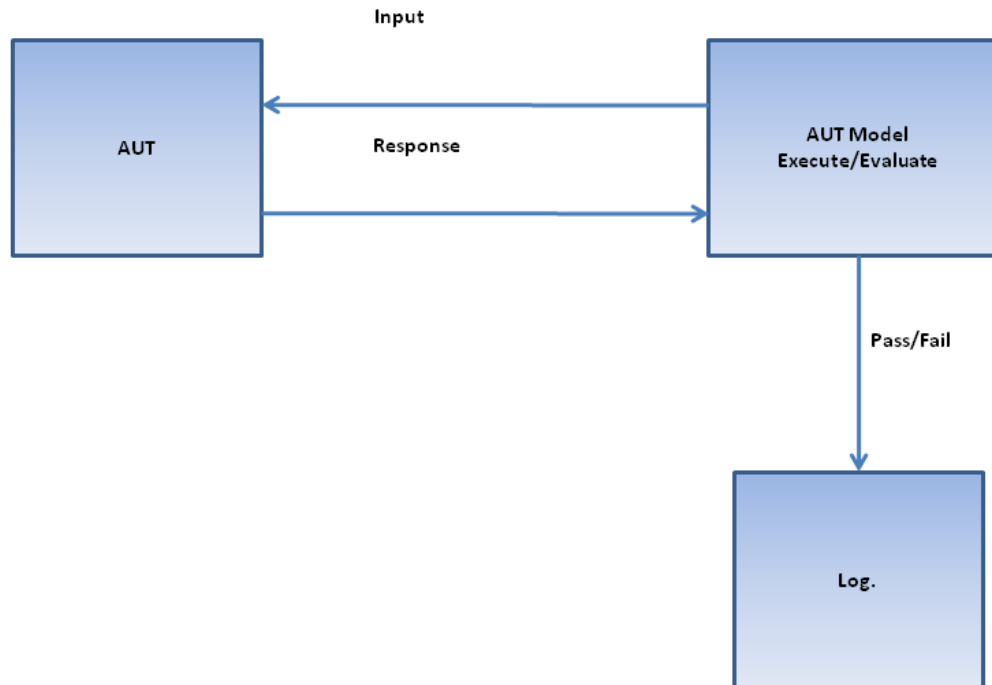 Input
AUT
Response
AUT Model
Execute/Evaluate
Pass/Fail
Log.